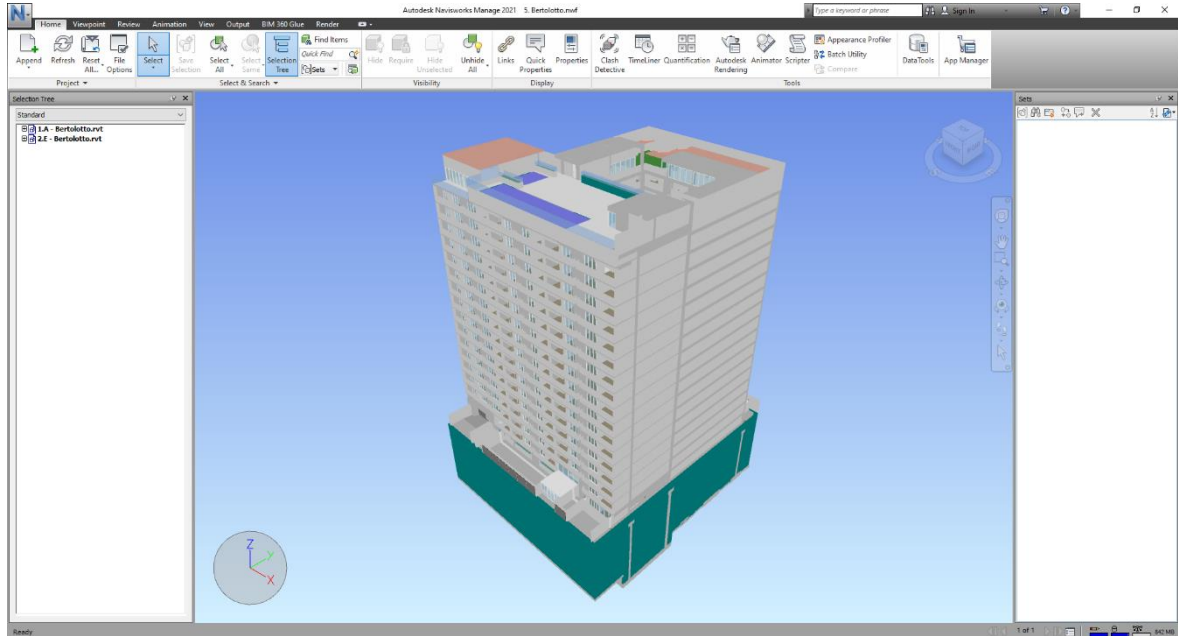 Autodesk Navisworks Manage 2021 5. Bertolotto.nwf
Type a keyword or phrase
Sign In
Home Viewpoint Review Animation View Output BIM 360 Glue Render
Append
Refresh
Reset All...
File Options
Select
Save Selection
Select All
Select Same
Selection Tree
Find Items
Quick Find
Sets
Hide
Require
Hide Unselected
Unhide All
Links
Quick Properties
Properties
Clash Detective
TimeLiner
Quantification
Autodesk Rendering
Animator
Scripter
Appearance Profiler
Batch Utility
Compare
DataTools
App Manager
Project
Select & Search
Visibility
Display
Tools
Selection Tree
Standard
1.A - Bertolotto.rvt
2.E - Bertolotto.rvt
Sets
Z
Y
X
Ready
1 of 1
842 MB